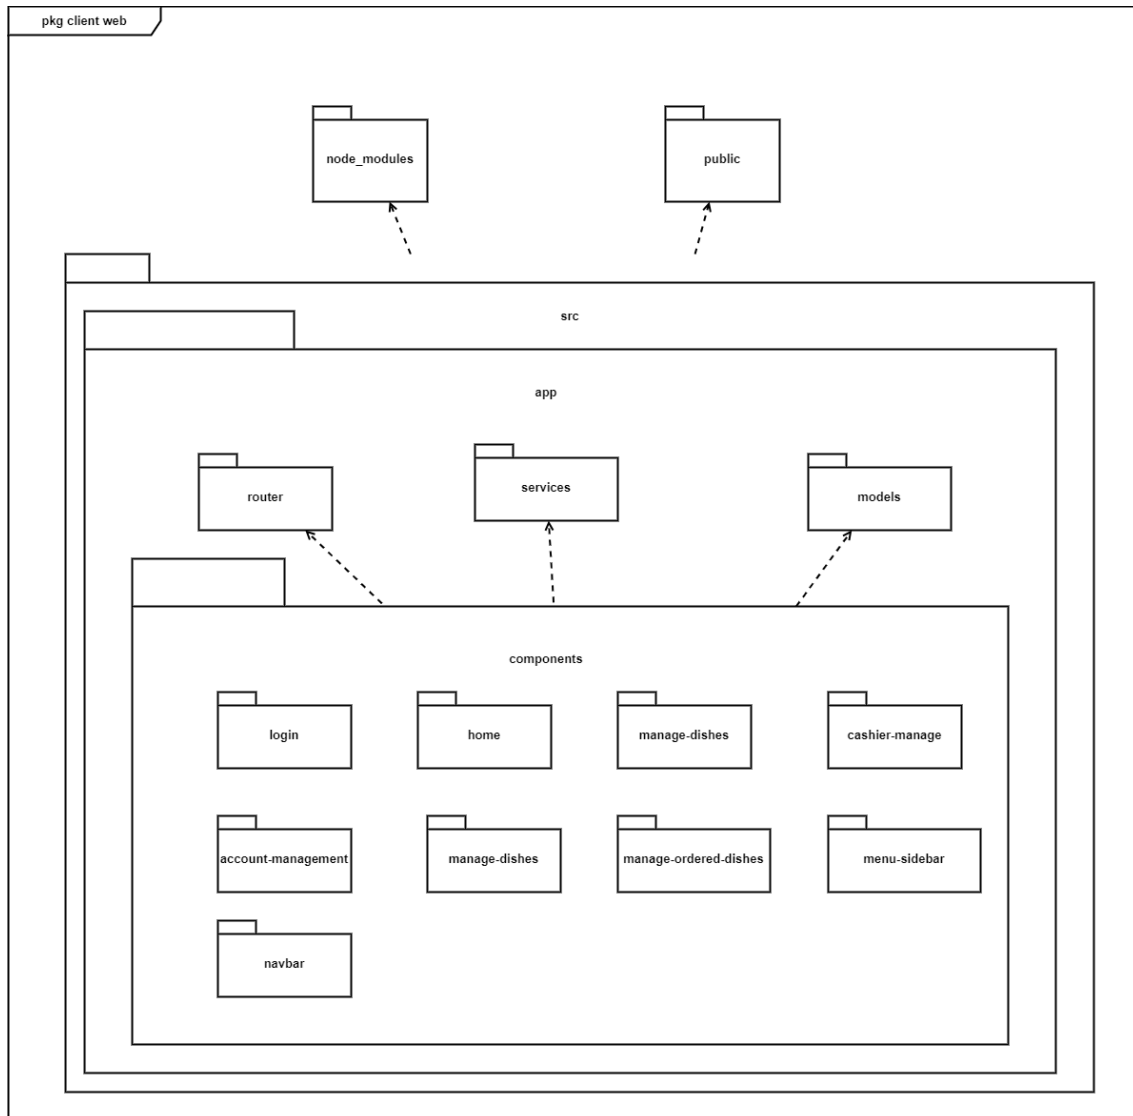 pkg client web
node_modules
public
src
app
router
services
models
components
login
home
manage-dishes
cashier-manage
account-management
manage-dishes
manage-ordered-dishes
menu-sidebar
navbar